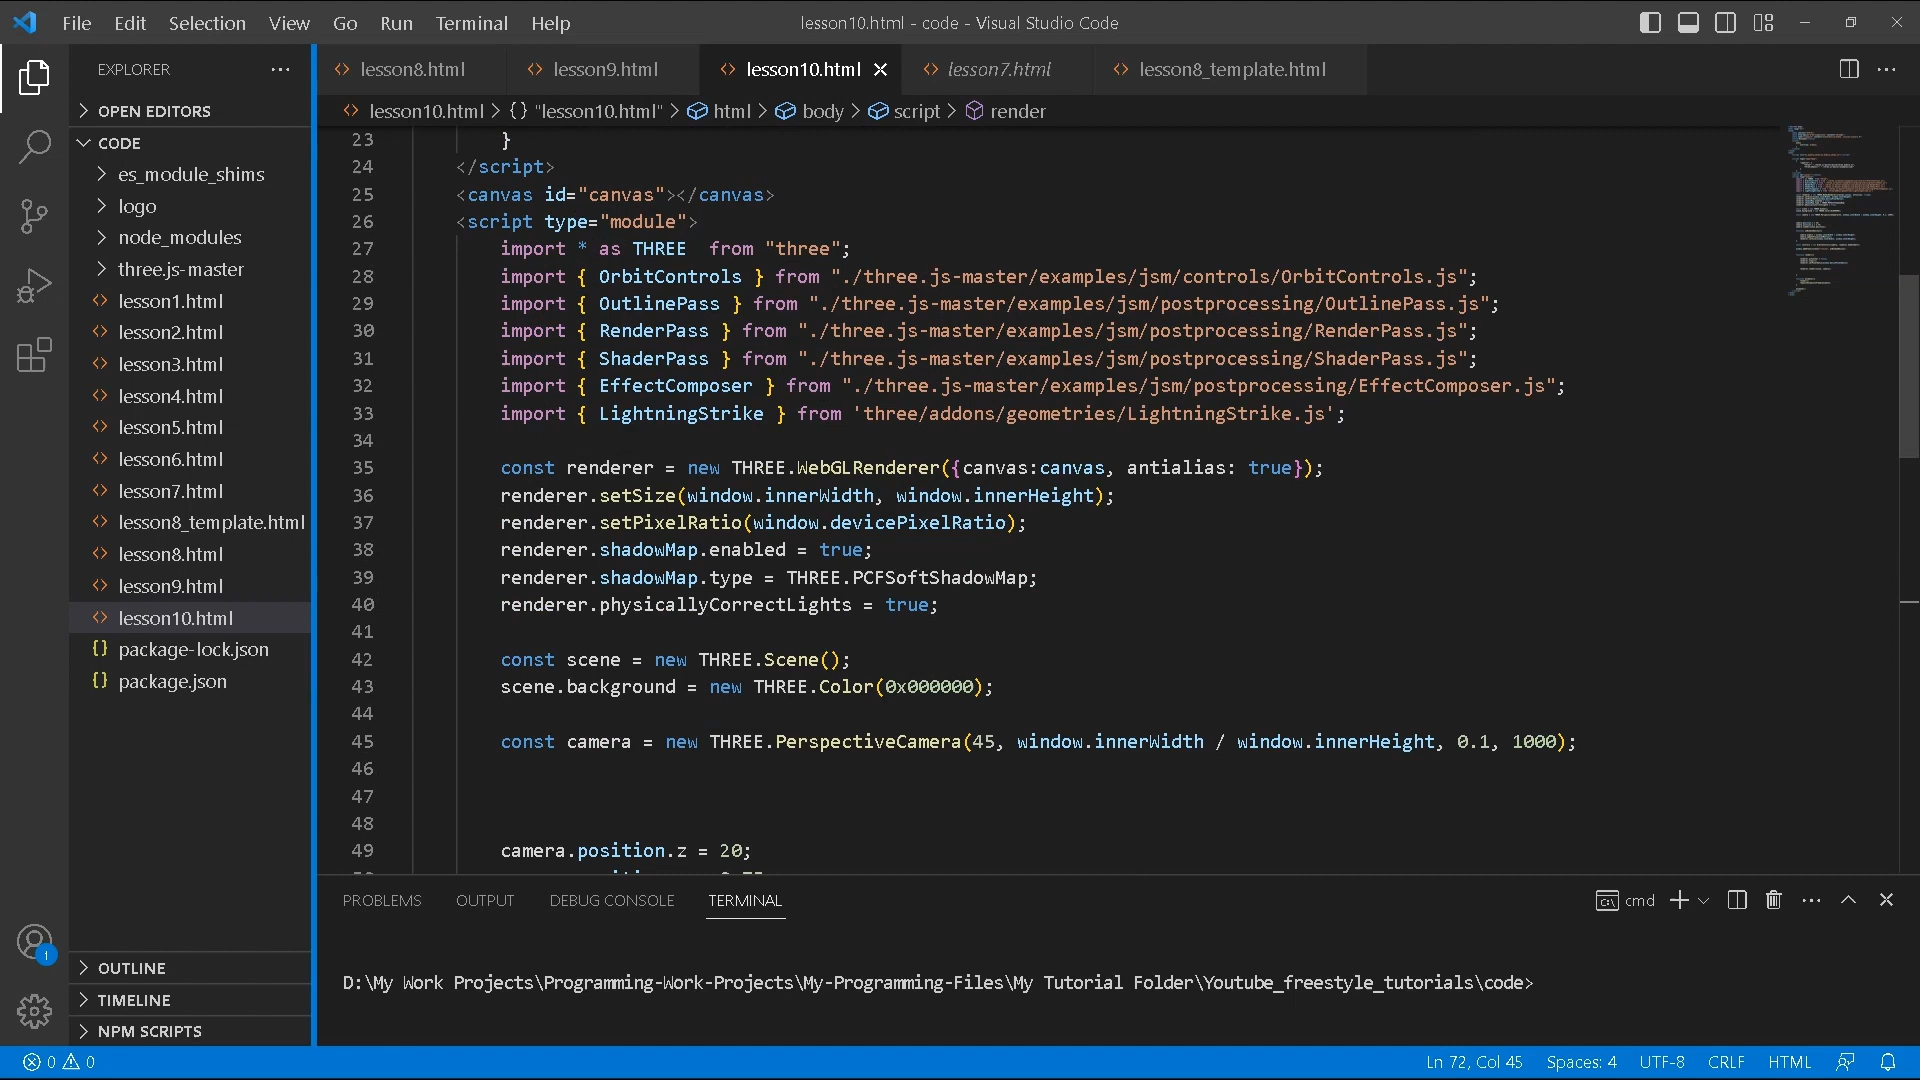 File Edit Selection View Go Run Terminal Help
lesson10.html - code - Visual Studio Code
EXPLORER
OPEN EDITORS
CODE
es_module_shims
logo
node_modules
three.js-master
lesson1.html
lesson2.html
lesson3.html
lesson4.html
lesson5.html
lesson6.html
lesson7.html
lesson8_template.html
lesson8.html
lesson9.html
lesson10.html
package-lock.json
package.json
OUTLINE
TIMELINE
NPM SCRIPTS
1
lesson8.html lesson9.html lesson10.html lesson7.html lesson8_template.html
lesson10.html > {} "lesson10.html" > html > body > script > render
23 }
24 </script>
25 <canvas id="canvas"></canvas>
26 <script type="module">
27 import * as THREE  from "three";
28 import { OrbitControls } from "./three.js-master/examples/jsm/controls/OrbitControls.js";
29 import { OutlinePass } from "./three.js-master/examples/jsm/postprocessing/OutlinePass.js";
30 import { RenderPass } from "./three.js-master/examples/jsm/postprocessing/RenderPass.js";
31 import { ShaderPass } from "./three.js-master/examples/jsm/postprocessing/ShaderPass.js";
32 import { EffectComposer } from "./three.js-master/examples/jsm/postprocessing/EffectComposer.js";
33 import { LightningStrike } from 'three/addons/geometries/LightningStrike.js';
34
35 const renderer = new THREE.WebGLRenderer({canvas:canvas, antialias: true});
36 renderer.setSize(window.innerWidth, window.innerHeight);
37 renderer.setPixelRatio(window.devicePixelRatio);
38 renderer.shadowMap.enabled = true;
39 renderer.shadowMap.type = THREE.PCFSoftShadowMap;
40 renderer.physicallyCorrectLights = true;
41
42 const scene = new THREE.Scene();
43 scene.background = new THREE.Color(0x000000);
44
45 const camera = new THREE.PerspectiveCamera(45, window.innerWidth / window.innerHeight, 0.1, 1000);
46
47
48
49 camera.position.z = 20;
PROBLEMS OUTPUT DEBUG CONSOLE TERMINAL
cmd
D:\My Work Projects\Programming-Work-Projects\My-Programming-Files\My Tutorial Folder\Youtube_freestyle_tutorials\code>
0 0
Ln 72, Col 45 Spaces: 4 UTF-8 CRLF HTML